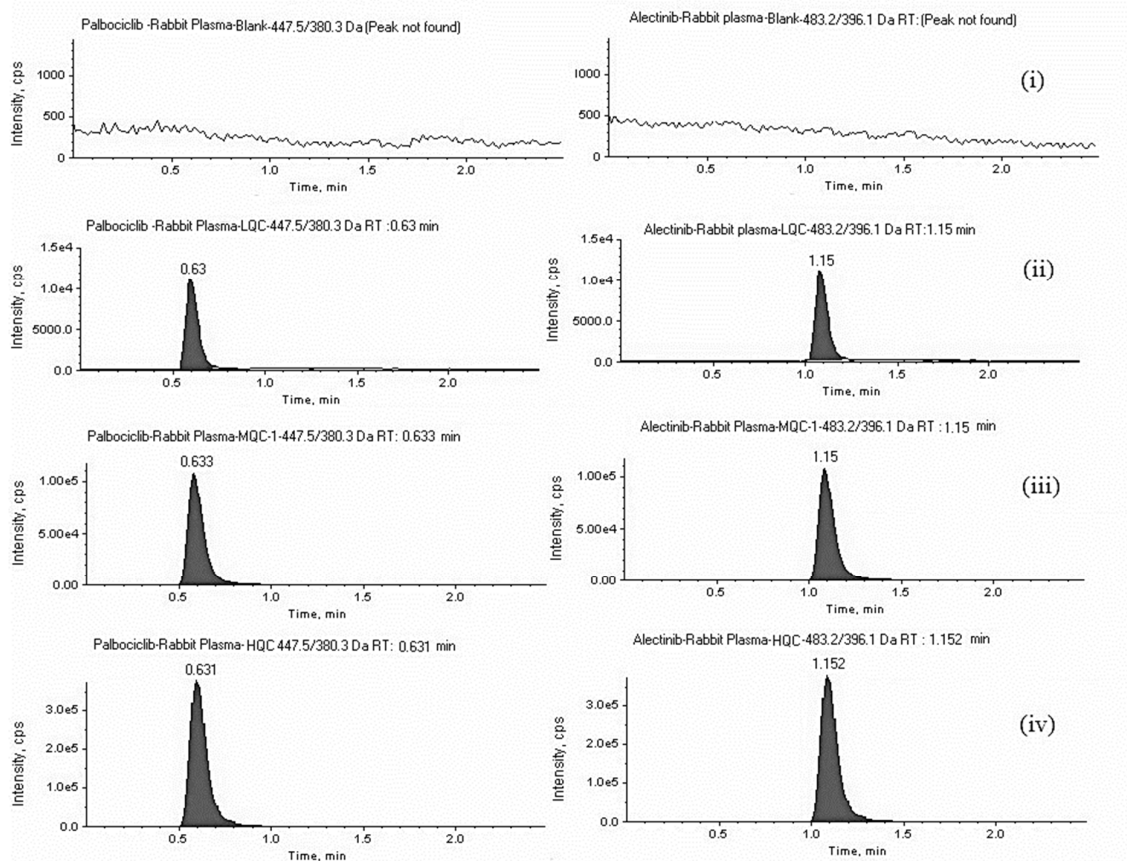 Palbociclib -Rabbit Plasma-Blank-447.5/380.3 Da (Peak not found)
Intensity, cps
1000
500
0
0.5 1.0 1.5 2.0
Time, min
Alectinib-Rabbit plasma-Blank-483.2/396.1 Da RT: (Peak not found)
Intensity, cps
1000
500
0
0.5 1.0 1.5 2.0
Time, min
(i)
Palbociclib -Rabbit Plasma-LQC-447.5/380.3 Da RT :0.63 min
Intensity, cps
1.5e4
1.0e4
5000.0
0.0
0.63
0.5 1.0 1.5 2.0
Time, min
Alectinib-Rabbit plasma-LQC-483.2/396.1 Da RT:1.15 min
Intensity, cps
1.5e4
1.0e4
5000.0
0.0
1.15
0.5 1.0 1.5 2.0
Time, min
(ii)
Palbociclib-Rabbit Plasma-MQC-1-447.5/380.3 Da RT: 0.633 min
Intensity, cps
1.00e5
5.00e4
0.00
0.633
0.5 1.0 1.5 2.0
Time, min
Alectinib-Rabbit Plasma-MQC-1-483.2/396.1 Da RT :1.15 min
Intensity, cps
1.00e5
5.00e4
0.00
1.15
0.5 1.0 1.5 2.0
Time, min
(iii)
Palbociclib-Rabbit Plasma-HQC 447.5/380.3 Da RT: 0.631 min
Intensity, cps
3.0e5
2.0e5
1.0e5
0.0
0.631
0.5 1.0 1.5 2.0
Time, min
Alectinib-Rabbit Plasma-HQC-483.2/396.1 Da RT : 1.152 min
Intensity, cps
3.0e5
2.0e5
1.0e5
0.0
1.152
0.5 1.0 1.5 2.0
Time, min
(iv)